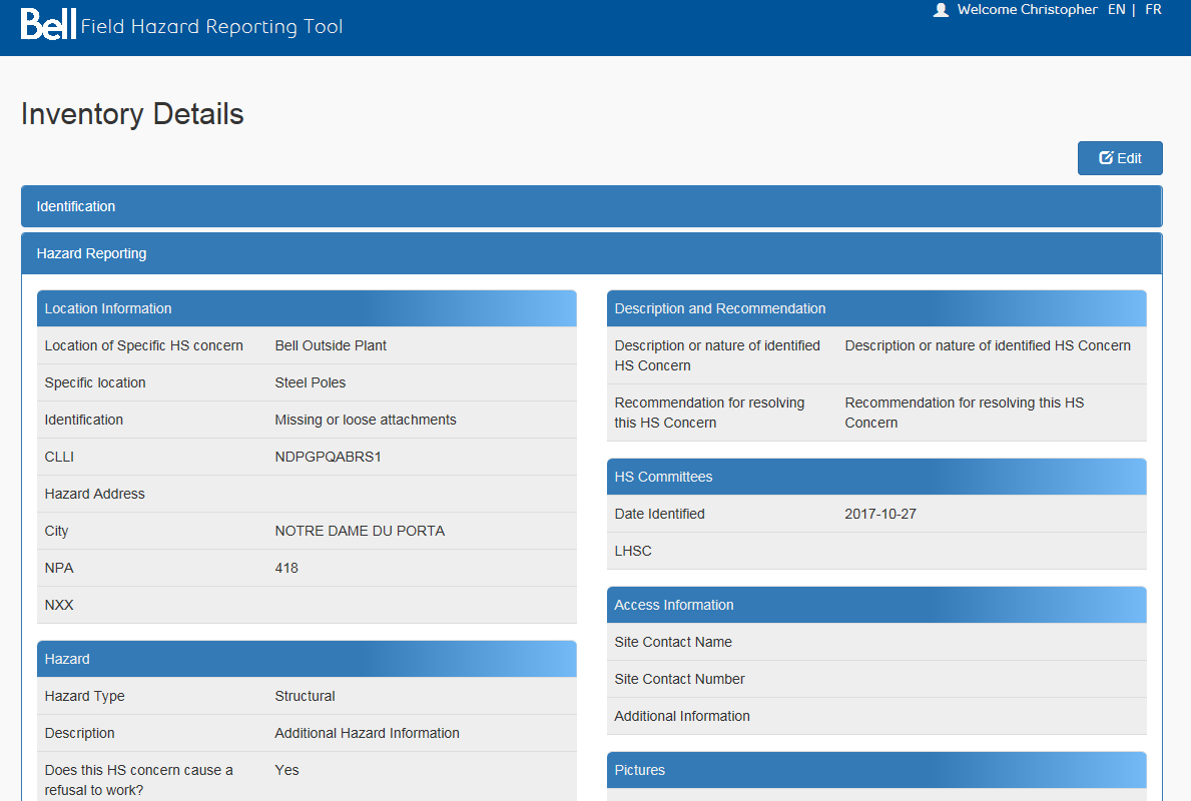 Bell Field Hazard Reporting Tool
Welcome Christopher EN | FR
Inventory Details
Edit
Identification
Hazard Reporting
Location Information
Location of Specific HS concern Bell Outside Plant
Specific location Steel Poles
Identification Missing or loose attachments
CLLI NDPGPQABRS1
Hazard Address
City NOTRE DAME DU PORTA
NPA 418
NXX
Hazard
Hazard Type Structural
Description Additional Hazard Information
Does this HS concern cause a Yes
refusal to work?
Description and Recommendation
Description or nature of identified Description or nature of identified HS Concern
HS Concern
Recommendation for resolving Recommendation for resolving this HS
this HS Concern Concern
HS Committees
Date Identified 2017-10-27
LHSC
Access Information
Site Contact Name
Site Contact Number
Additional Information
Pictures